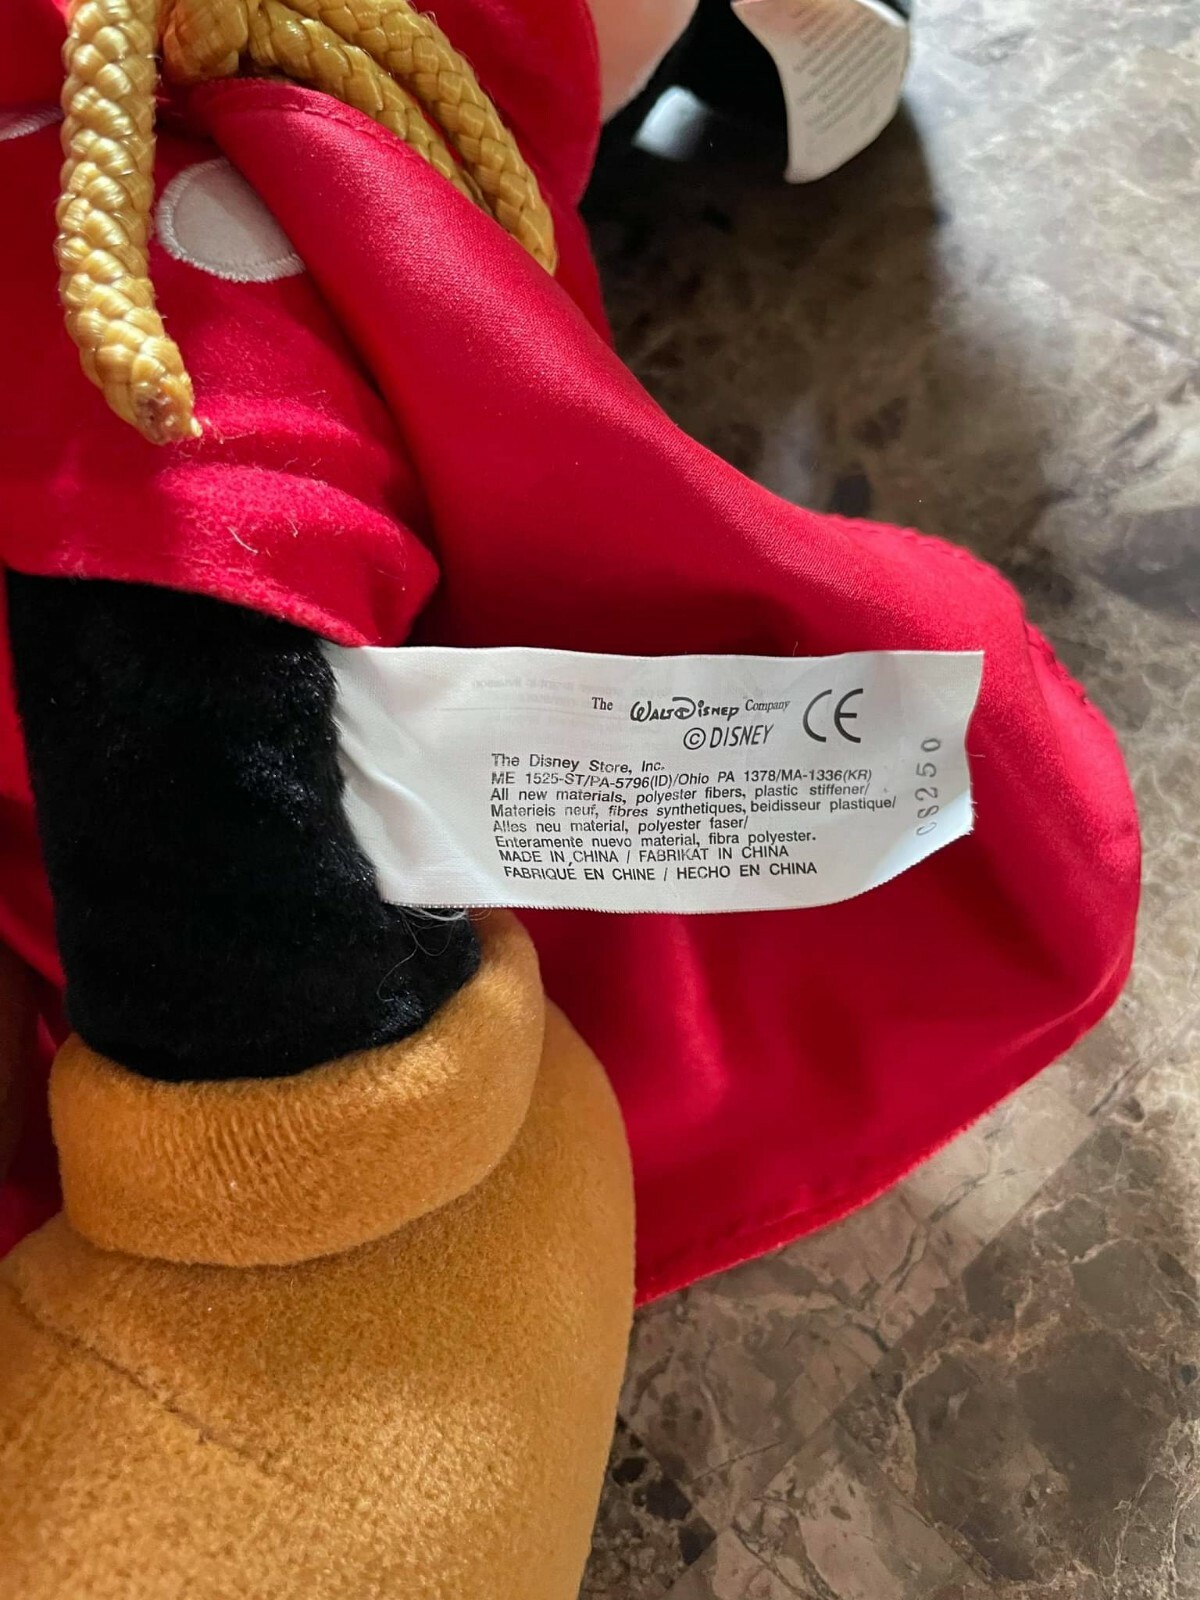 The WALT DISNEY Company CE
© DISNEY
The Disney Store, Inc.
ME 1525-ST/PA-5796(ID)/Ohio PA 1378/MA-1336(KR)
All new materials, polyester fibers, plastic stiffener/
Materiels neuf, fibres synthetiques, beidisseur plastique/
Alles neu material, polyester faser/
Enteramente nuevo material, fibra polyester.
MADE IN CHINA / FABRIKAT IN CHINA
FABRIQUÉ EN CHINE / HECHO EN CHINA
CS250